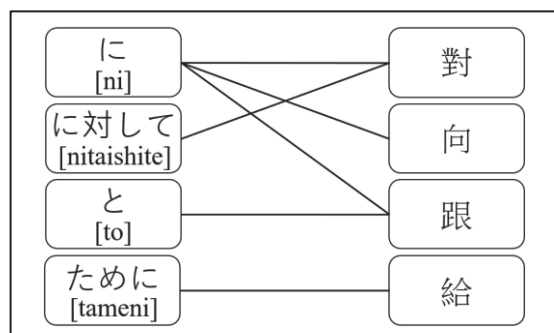 に
[ni]
對
に対して
[nitaishite]
向
と
[to]
跟
ために
[tameni]
給